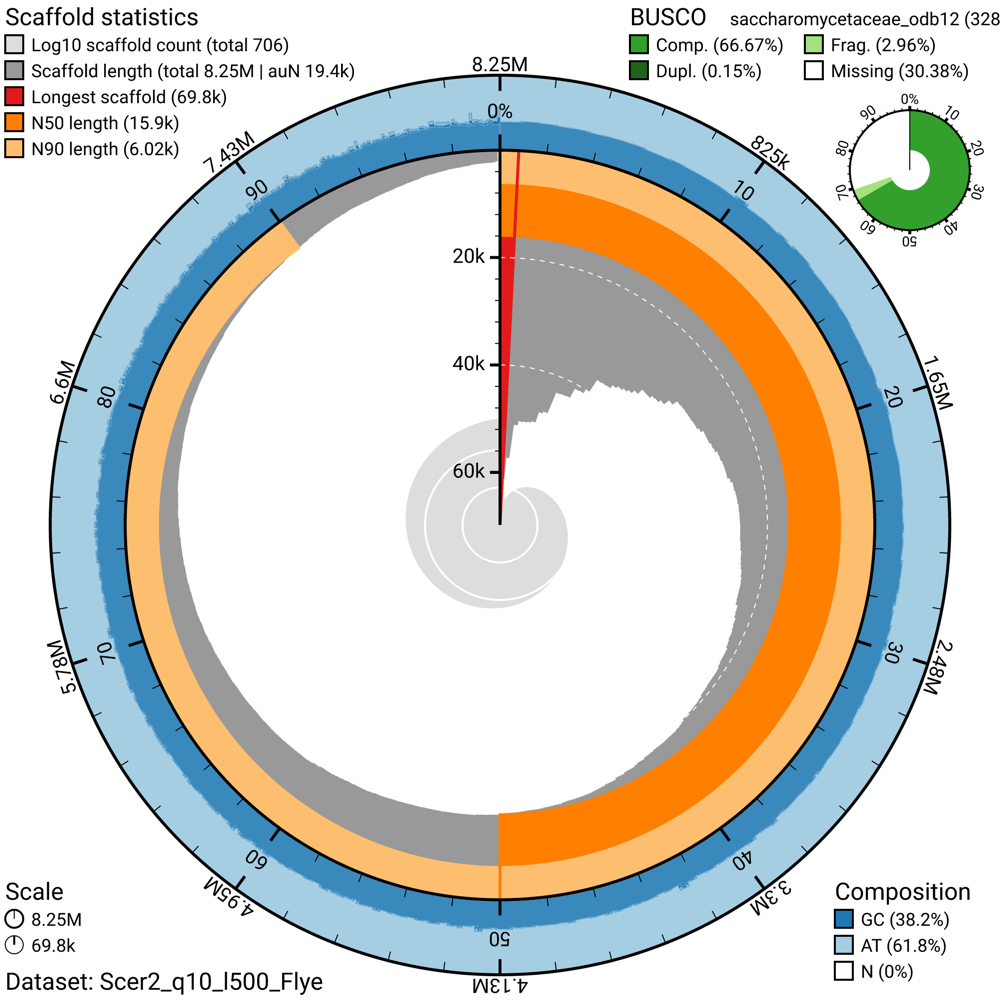 Scaffold statistics
Log10 scaffold count (total 706)
Scaffold length (total 8.25M | auN 19.4k)
Longest scaffold (69.8k)
N50 length (15.9k)
N90 length (6.02k)
BUSCO saccharomycetaceae_odb12 (328
Comp. (66.67%) Frag. (2.96%)
Dupl. (0.15%) Missing (30.38%)
0%
10
20
30
40
50
60
70
80
90
8.25M
825k
1.65M
2.48M
3.3M
4.13M
4.95M
5.78M
6.6M
7.43M
0%
10
20
30
40
50
60
70
80
90
20k
40k
60k
Scale
8.25M
69.8k
Composition
GC (38.2%)
AT (61.8%)
N (0%)
Dataset: Scer2_q10_l500_Flye